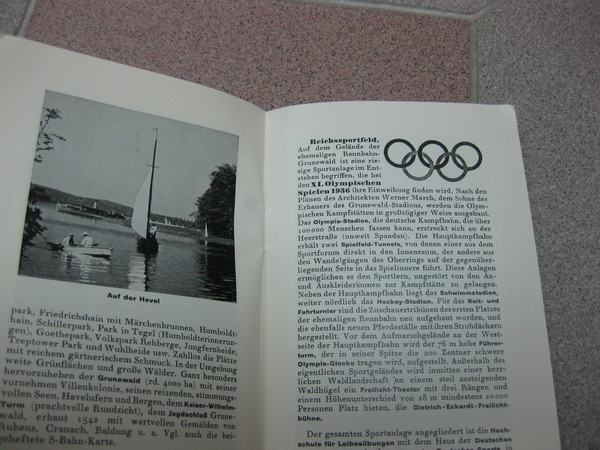 Auf der Havel
park, Friedrichshain mit Märchenbrunnen, Humboldt-
hain, Schillerpark, Park in Tegel (Humboldterinnerun-
gen), Goethepark, Volkspark Rehberge, Jungfernheide,
Treptower Park und Wuhlheide usw. Zahllos die Plätze
mit reichem gärtnerischem Schmuck. In der Umgebung
weite Gründflächen und große Wälder. Ganz besonders
hervorzuheben der Grunewald (rd. 4000 ha) mit seiner
vornehmen Villenkolonie, seinen reizenden, stimmungs-
vollen Seen, Havelufern und Bergen, dem Kaiser-Wilhelm-
Turm (prachtvolle Rundsicht), dem Jagdschloß Grune-
wald, erbaut 1542 mit wertvollen Gemälden von
Rubens, Cranach, Baldung u. a. Vgl. auch die bei-
geheftete S-Bahn-Karte.
Reichssportfeld.
Auf dem Gelände der
ehemaligen Rennbahn-
Grunewald ist eine rie-
sige Sportanlage im Ent-
stehen begriffen, die bei
den XI. Olympischen
Spielen 1936 ihre Einweihung finden wird. Nach den
Plänen des Architekten Werner March, dem Sohne des
Erbauers des Grunewald-Stadions, werden die Olym-
pischen Kampfstätten in großzügiger Weise ausgebaut.
Das Olympia-Stadion, die deutsche Kampfbahn, die über
100000 Menschen fassen kann, erstreckt sich an der
Heerstraße (unweit Spandau). Die Hauptkampfbahn
erhält zwei Spielfeld-Tunnels, von denen einer aus dem
Sportforum direkt in den Innenraum, der andere aus
den Wandelgängen des Oberrings auf der gegenüber-
liegenden Seite in das Spielinnere führt. Diese Anlagen
ermöglichen es den Sportlern, ungestört von den An-
und Auskleideräumen zur Kampfstätte zu gelangen.
Neben der Hauptkampfbahn liegt das Schwimmstadion,
weiter nördlich das Hockey-Stadion. Für das Reit- und
Fahrturnier sind die Zuschauertribünen des ersten Platzes
der ehemaligen Rennbahn neu aufgebaut worden, und
die ebenfalls neuen Pferdeställe mit ihren Strohdächern
hergestellt. Vor dem Aufmarschgelände an der West-
seite der Hauptkampfbahn wird der 76 m hohe Führer-
turm, der in seiner Spitze die 200 Zentner schwere
Olympia-Glocke tragen wird, aufgestellt. Außerhalb des
eigentlichen Sportgeländes wird inmitten einer herr-
lichen Waldlandschaft an einem steil ansteigenden
Waldhügel ein Freilicht-Theater mit drei Rängen und
einem Höhenunterschied von 28 m mindestens 20000
Personen Platz bieten, die Dietrich-Eckardt-Freilicht-
bühne.
Der gesamten Sportanlage angegliedert ist die Hoch-
schule für Leibesübungen mit dem Haus der Deutschen